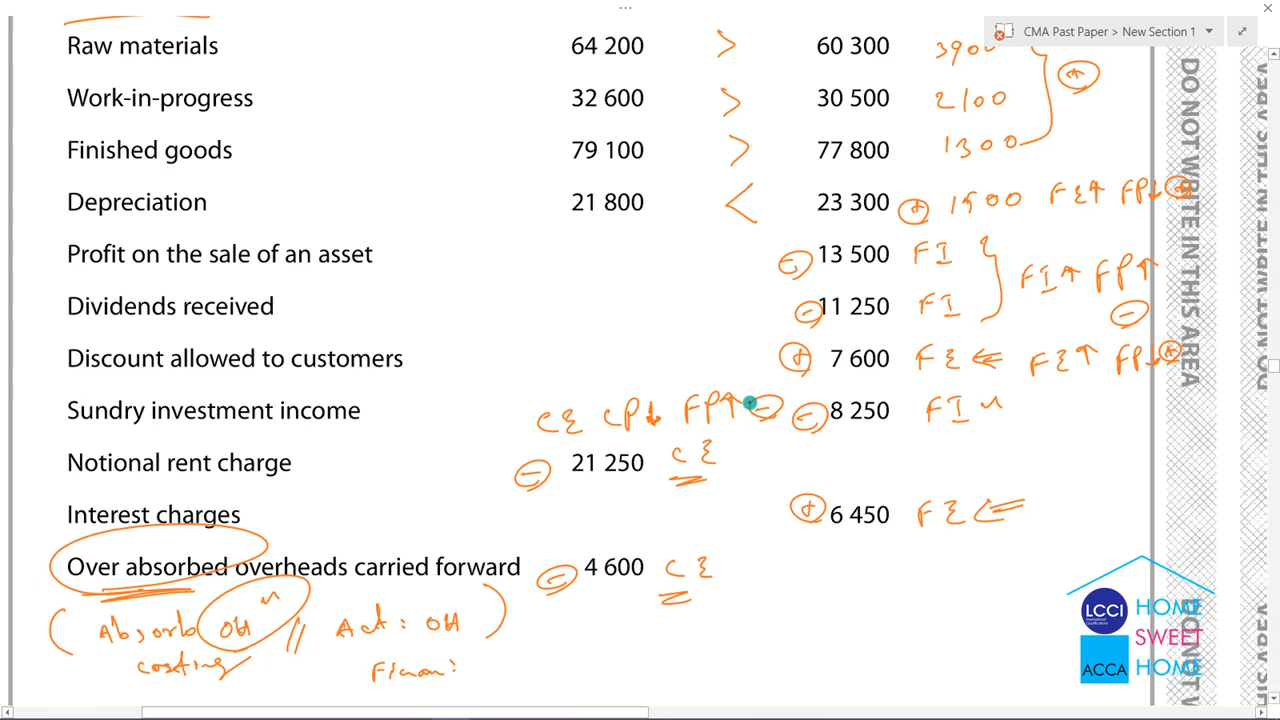 CMA Past Paper > New Section 1
Raw materials 64 200 > 60 300 3900
Work-in-progress 32 600 > 30 500 2100 +
Finished goods 79 100 > 77 800 1300
Depreciation 21 800 < 23 300 + 1500 FE↑ FP↓ +
Profit on the sale of an asset - 13 500 FI
FI↑ FP↑
Dividends received - 11 250 FI -
Discount allowed to customers + 7 600 FE FE↑ FP↓ +
Sundry investment income CE CP↓ FP↑ - - 8 250 FI
Notional rent charge - 21 250 CE
Interest charges + 6 450 FE
Over absorbed overheads carried forward - 4 600 CE
( Absorb OH // Act: OH )
costing Finan:
LCCI
International Qualifications
ACCA
HOME
SWEET
HOME
DO NOT WRITE IN THIS AREA